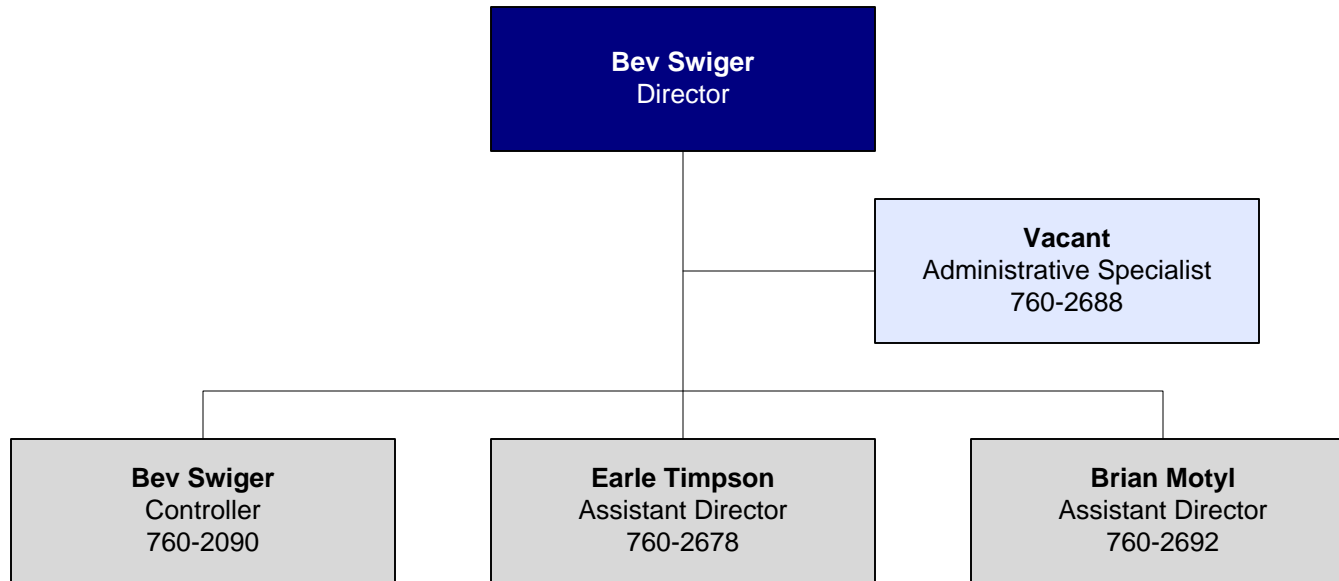 Bev Swiger
Director
Vacant
Administrative Specialist
760-2688
Bev Swiger
Controller
760-2090
Earle Timpson
Assistant Director
760-2678
Brian Motyl
Assistant Director
760-2692